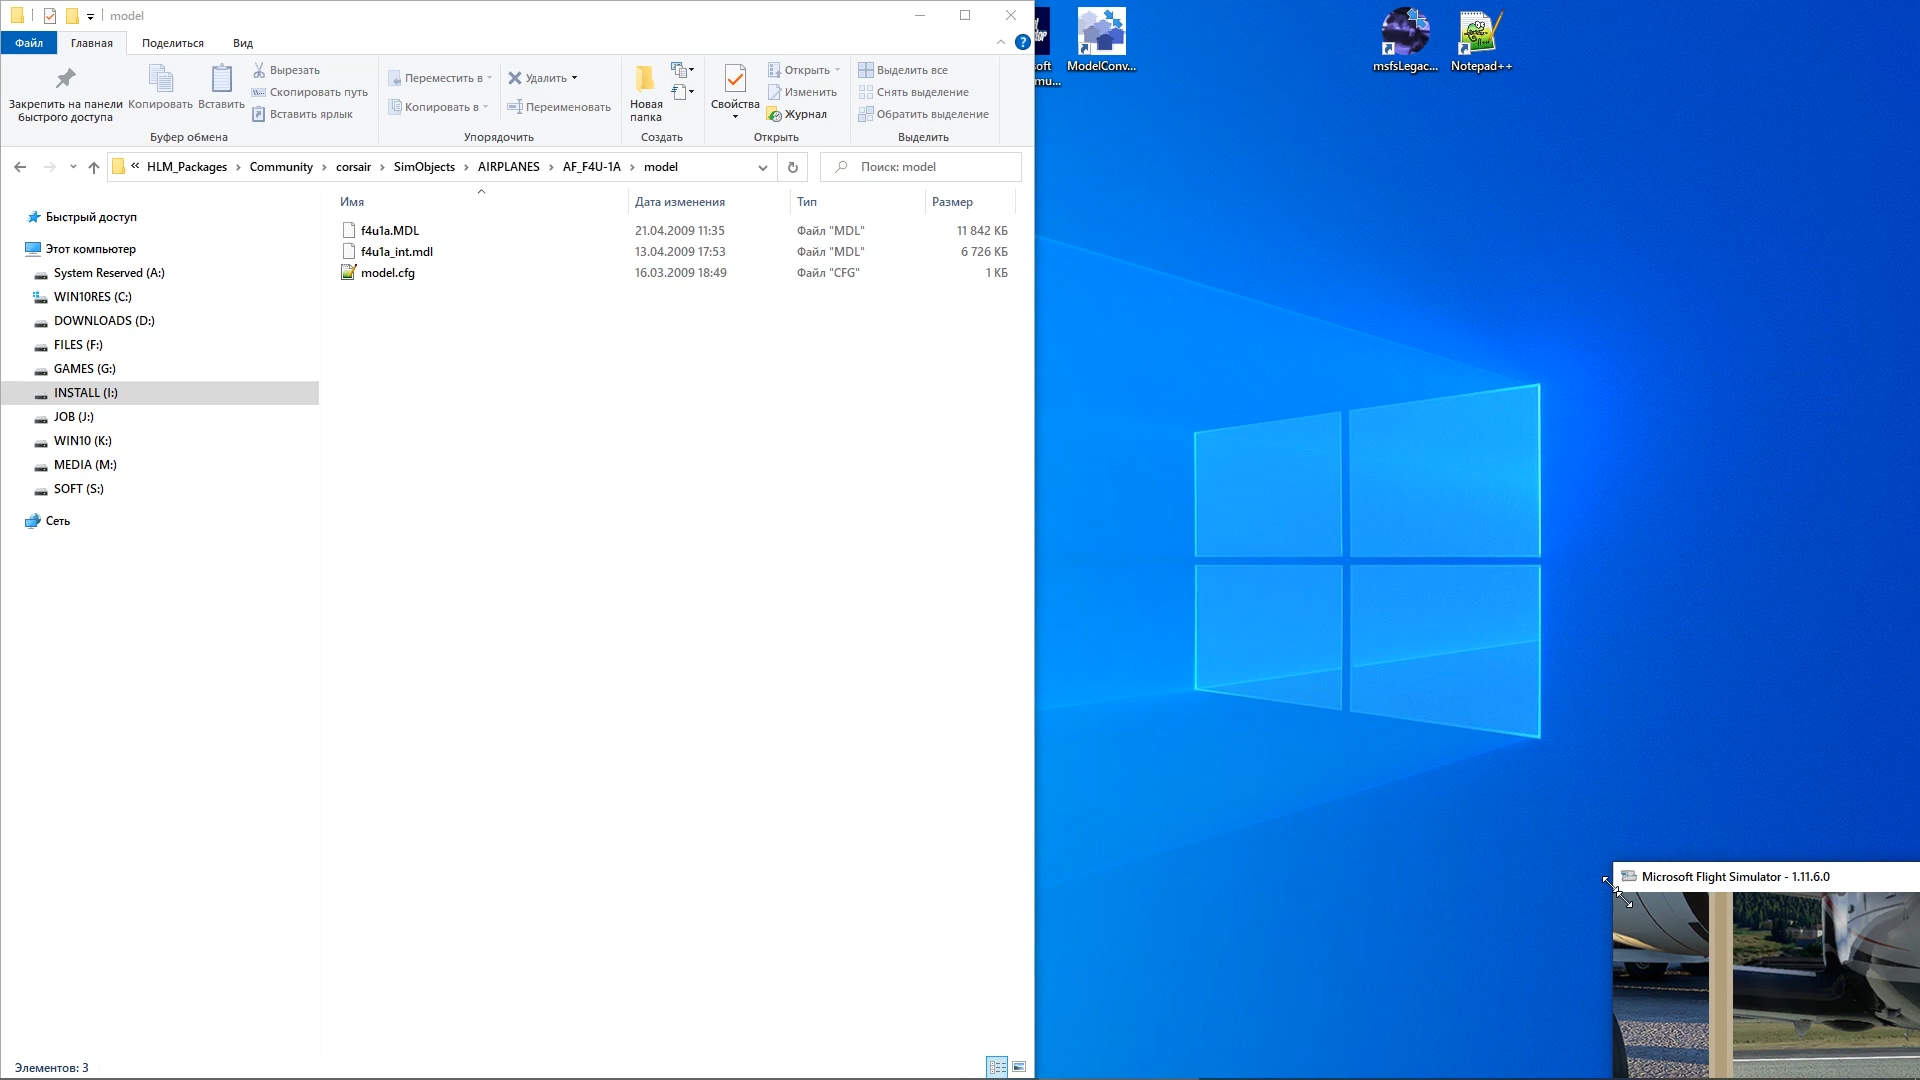 model
Файл
Главная
Поделиться
Вид
Закрепить на панели
быстрого доступа
Копировать
Вставить
Вырезать
Скопировать путь
Вставить ярлык
Буфер обмена
Переместить в
Копировать в
Удалить
Переименовать
Упорядочить
Новая
папка
Создать
Свойства
Открыть
Изменить
Журнал
Открыть
Выделить все
Снять выделение
Обратить выделение
Выделить
« HLM_Packages › Community › corsair › SimObjects › AIRPLANES › AF_F4U-1A › model
Поиск: model
Имя Дата изменения Тип Размер
f4u1a.MDL 21.04.2009 11:35 Файл "MDL" 11 842 КБ
f4u1a_int.mdl 13.04.2009 17:53 Файл "MDL" 6 726 КБ
model.cfg 16.03.2009 18:49 Файл "CFG" 1 КБ
Быстрый доступ
Этот компьютер
System Reserved (A:)
WIN10RES (C:)
DOWNLOADS (D:)
FILES (F:)
GAMES (G:)
INSTALL (I:)
JOB (J:)
WIN10 (K:)
MEDIA (M:)
SOFT (S:)
Сеть
Элементов: 3
ModelConv...
msfsLegac...
Notepad++
Microsoft Flight Simulator - 1.11.6.0